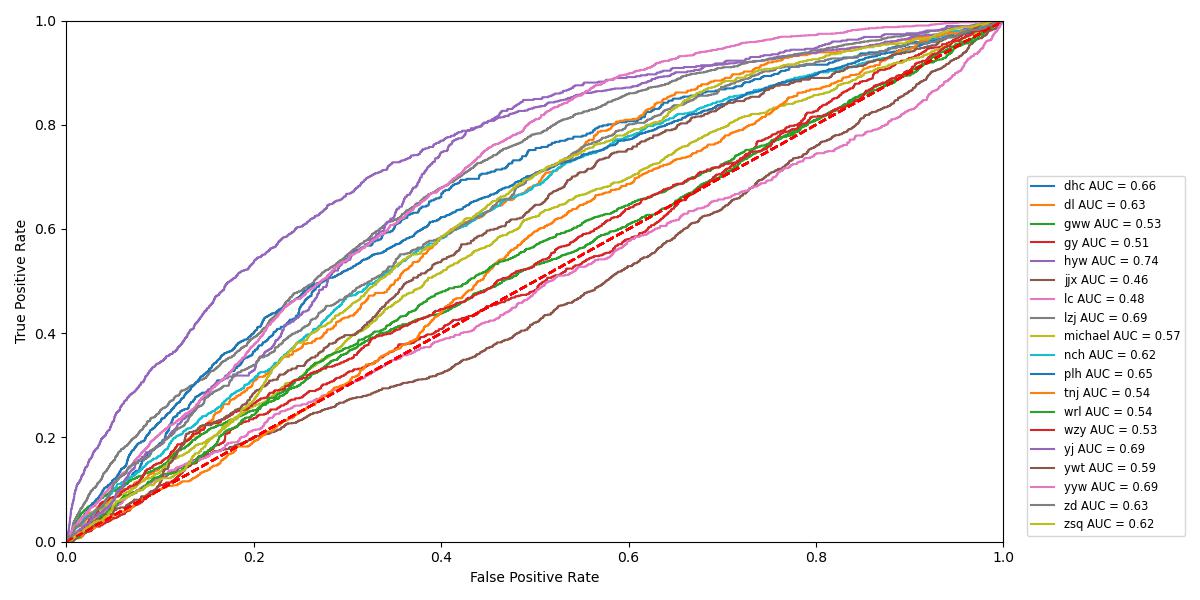 1.0
0.8
0.6
0.4
0.2
0.0
True Positive Rate
0.0 0.2 0.4 0.6 0.8 1.0
False Positive Rate
dhc AUC = 0.66
dl AUC = 0.63
gww AUC = 0.53
gy AUC = 0.51
hyw AUC = 0.74
jjx AUC = 0.46
lc AUC = 0.48
lzj AUC = 0.69
michael AUC = 0.57
nch AUC = 0.62
plh AUC = 0.65
tnj AUC = 0.54
wrl AUC = 0.54
wzy AUC = 0.53
yj AUC = 0.69
ywt AUC = 0.59
yyw AUC = 0.69
zd AUC = 0.63
zsq AUC = 0.62